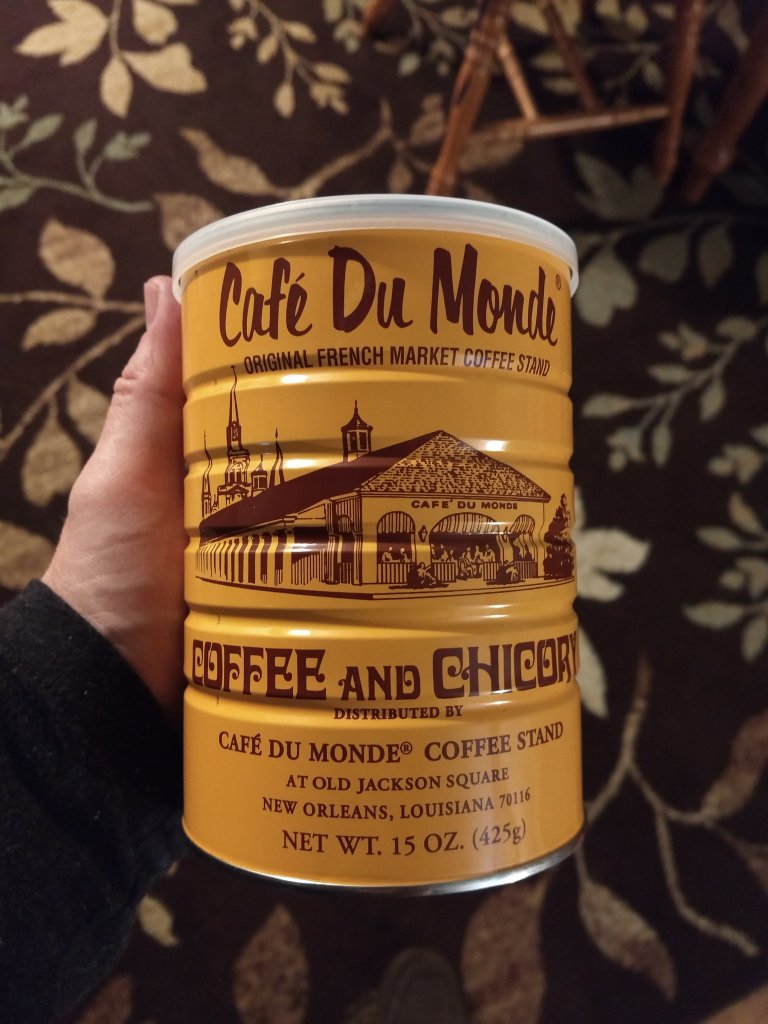 Café Du Monde®
ORIGINAL FRENCH MARKET COFFEE STAND
CAFE DU MONDE
COFFEE AND CHICORY
DISTRIBUTED BY
CAFÉ DU MONDE® COFFEE STAND
AT OLD JACKSON SQUARE
NEW ORLEANS, LOUISIANA 70116
NET WT. 15 OZ. (425g)